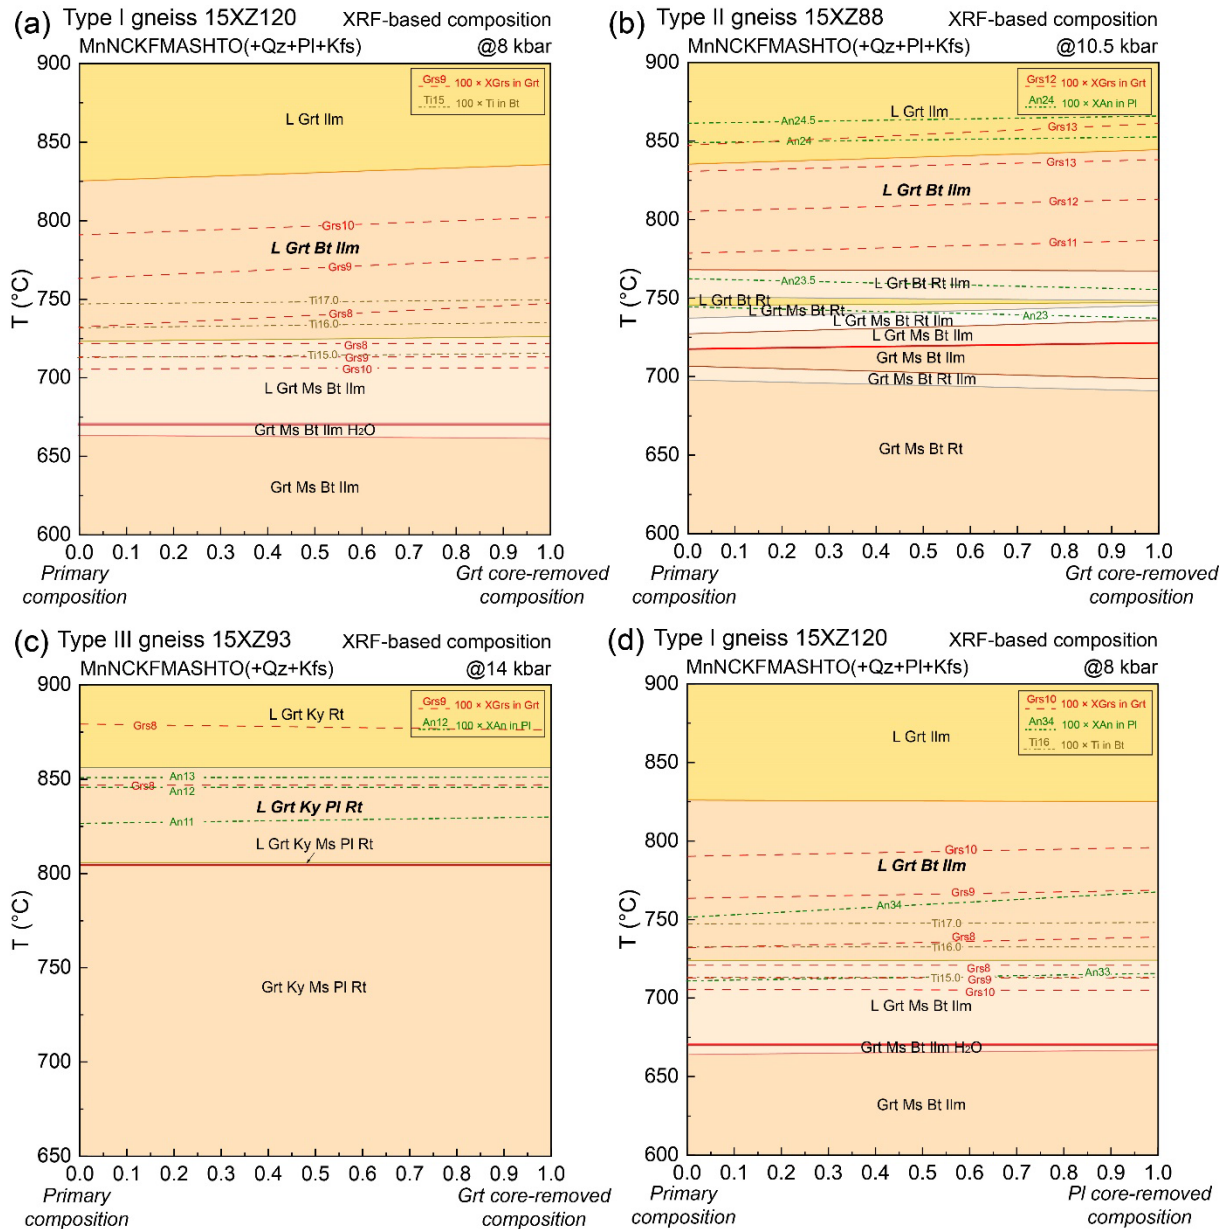 (a) Type I gneiss 15XZ120 XRF-based composition
MnNCKFMASHTO(+Qz+Pl+Kfs) @8 kbar
Grs9 100 × XGrs in Grt
Ti15 100 × Ti in Bt
L Grt Ilm
Grs10
L Grt Bt Ilm
Grs9
Ti17.0
Grs8
Ti16.0
Grs8
Ti15.0
Grs9
Grs10
L Grt Ms Bt Ilm
Grt Ms Bt Ilm H₂O
Grt Ms Bt Ilm
T (°C)
900
850
800
750
700
650
600
0.0 0.1 0.2 0.3 0.4 0.5 0.6 0.7 0.8 0.9 1.0
Primary composition
Grt core-removed composition
(b) Type II gneiss 15XZ88 XRF-based composition
MnNCKFMASHTO(+Qz+Pl+Kfs) @10.5 kbar
Grs12 100 × XGrs in Grt
An24 100 × XAn in Pl
L Grt Ilm
An24.5
Grs13
An24
Grs13
L Grt Bt Ilm
Grs12
Grs11
An23.5
L Grt Bt Rt Ilm
L Grt Bt Rt
L Grt Ms Bt Rt
An23
L Grt Ms Bt Rt Ilm
L Grt Ms Bt Ilm
Grt Ms Bt Ilm
Grt Ms Bt Rt Ilm
Grt Ms Bt Rt
T (°C)
900
850
800
750
700
650
600
0.0 0.1 0.2 0.3 0.4 0.5 0.6 0.7 0.8 0.9 1.0
Primary composition
Grt core-removed composition
(c) Type III gneiss 15XZ93 XRF-based composition
MnNCKFMASHTO(+Qz+Kfs) @14 kbar
Grs9 100 × XGrs in Grt
An12 100 × XAn in Pl
L Grt Ky Rt
Grs8
An13
Grs8
An12
L Grt Ky Pl Rt
An11
L Grt Ky Ms Pl Rt
Grt Ky Ms Pl Rt
T (°C)
900
850
800
750
700
650
0.0 0.1 0.2 0.3 0.4 0.5 0.6 0.7 0.8 0.9 1.0
Primary composition
Grt core-removed composition
(d) Type I gneiss 15XZ120 XRF-based composition
MnNCKFMASHTO(+Qz+Pl+Kfs) @8 kbar
Grs10 100 × XGrs in Grt
An34 100 × XAn in Pl
Ti16 100 × Ti in Bt
L Grt Ilm
Grs10
L Grt Bt Ilm
Grs9
An34
Ti17.0
Grs8
Ti16.0
Grs8
An33
Ti15.0
Grs9
Grs10
L Grt Ms Bt Ilm
Grt Ms Bt Ilm H₂O
Grt Ms Bt Ilm
T (°C)
900
850
800
750
700
650
600
0.0 0.1 0.2 0.3 0.4 0.5 0.6 0.7 0.8 0.9 1.0
Primary composition
Pl core-removed composition